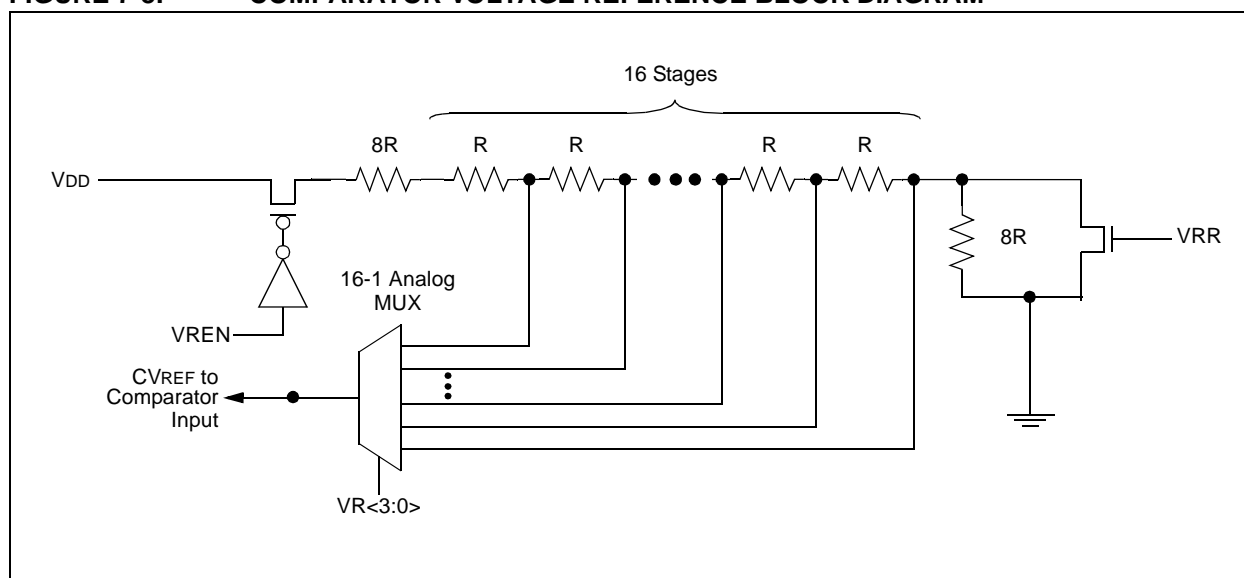 16 Stages
8R
R
R
R
R
VDD
8R
VRR
16-1 Analog
MUX
VREN
CVREF to
Comparator
Input
VR<3:0>